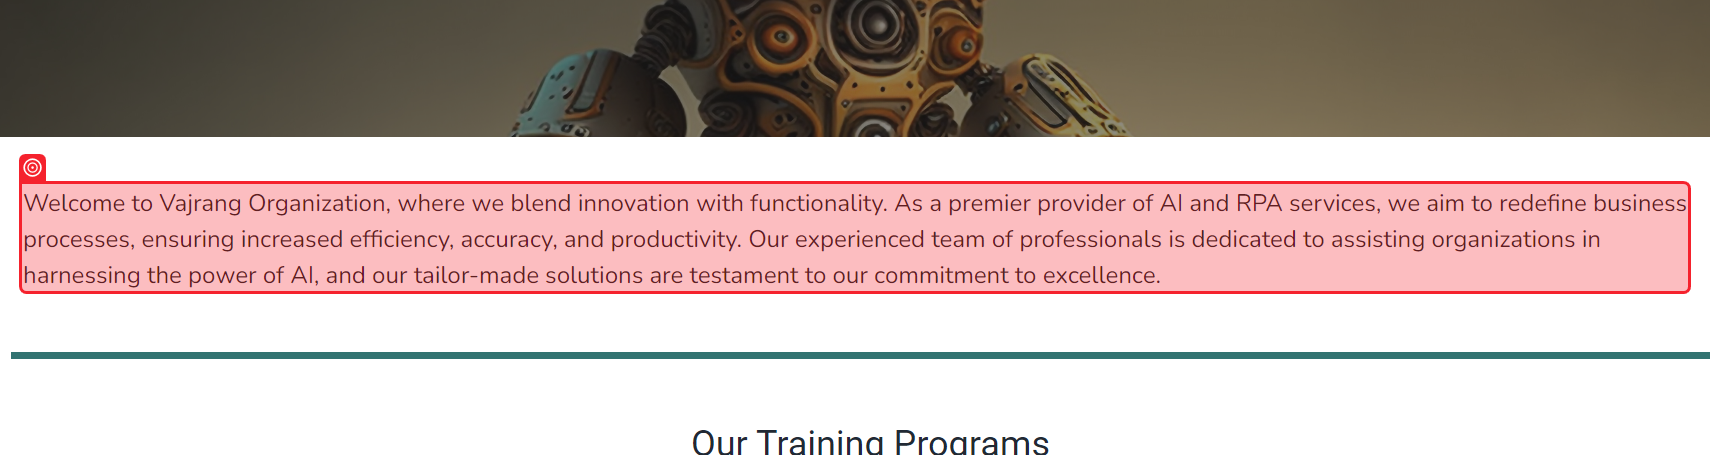 Welcome to Vajrang Organization, where we blend innovation with functionality. As a premier provider of AI and RPA services, we aim to redefine business
processes, ensuring increased efficiency, accuracy, and productivity. Our experienced team of professionals is dedicated to assisting organizations in
harnessing the power of AI, and our tailor-made solutions are testament to our commitment to excellence.
Our Training Programs